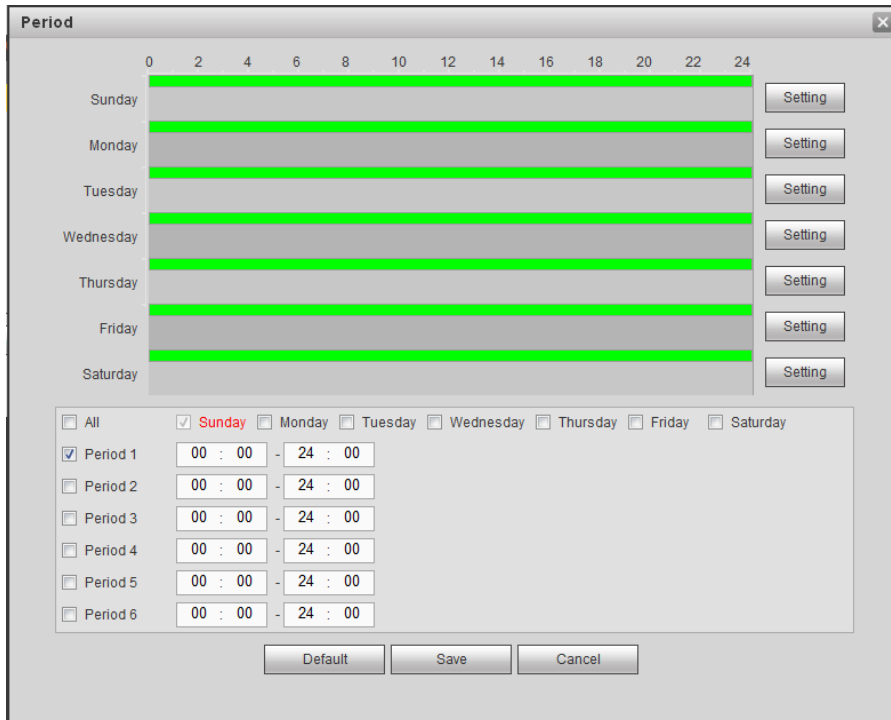 Period
0 2 4 6 8 10 12 14 16 18 20 22 24
Sunday Setting
Monday Setting
Tuesday Setting
Wednesday Setting
Thursday Setting
Friday Setting
Saturday Setting
All Sunday Monday Tuesday Wednesday Thursday Friday Saturday
Period 1 00 : 00 - 24 : 00
Period 2 00 : 00 - 24 : 00
Period 3 00 : 00 - 24 : 00
Period 4 00 : 00 - 24 : 00
Period 5 00 : 00 - 24 : 00
Period 6 00 : 00 - 24 : 00
Default Save Cancel